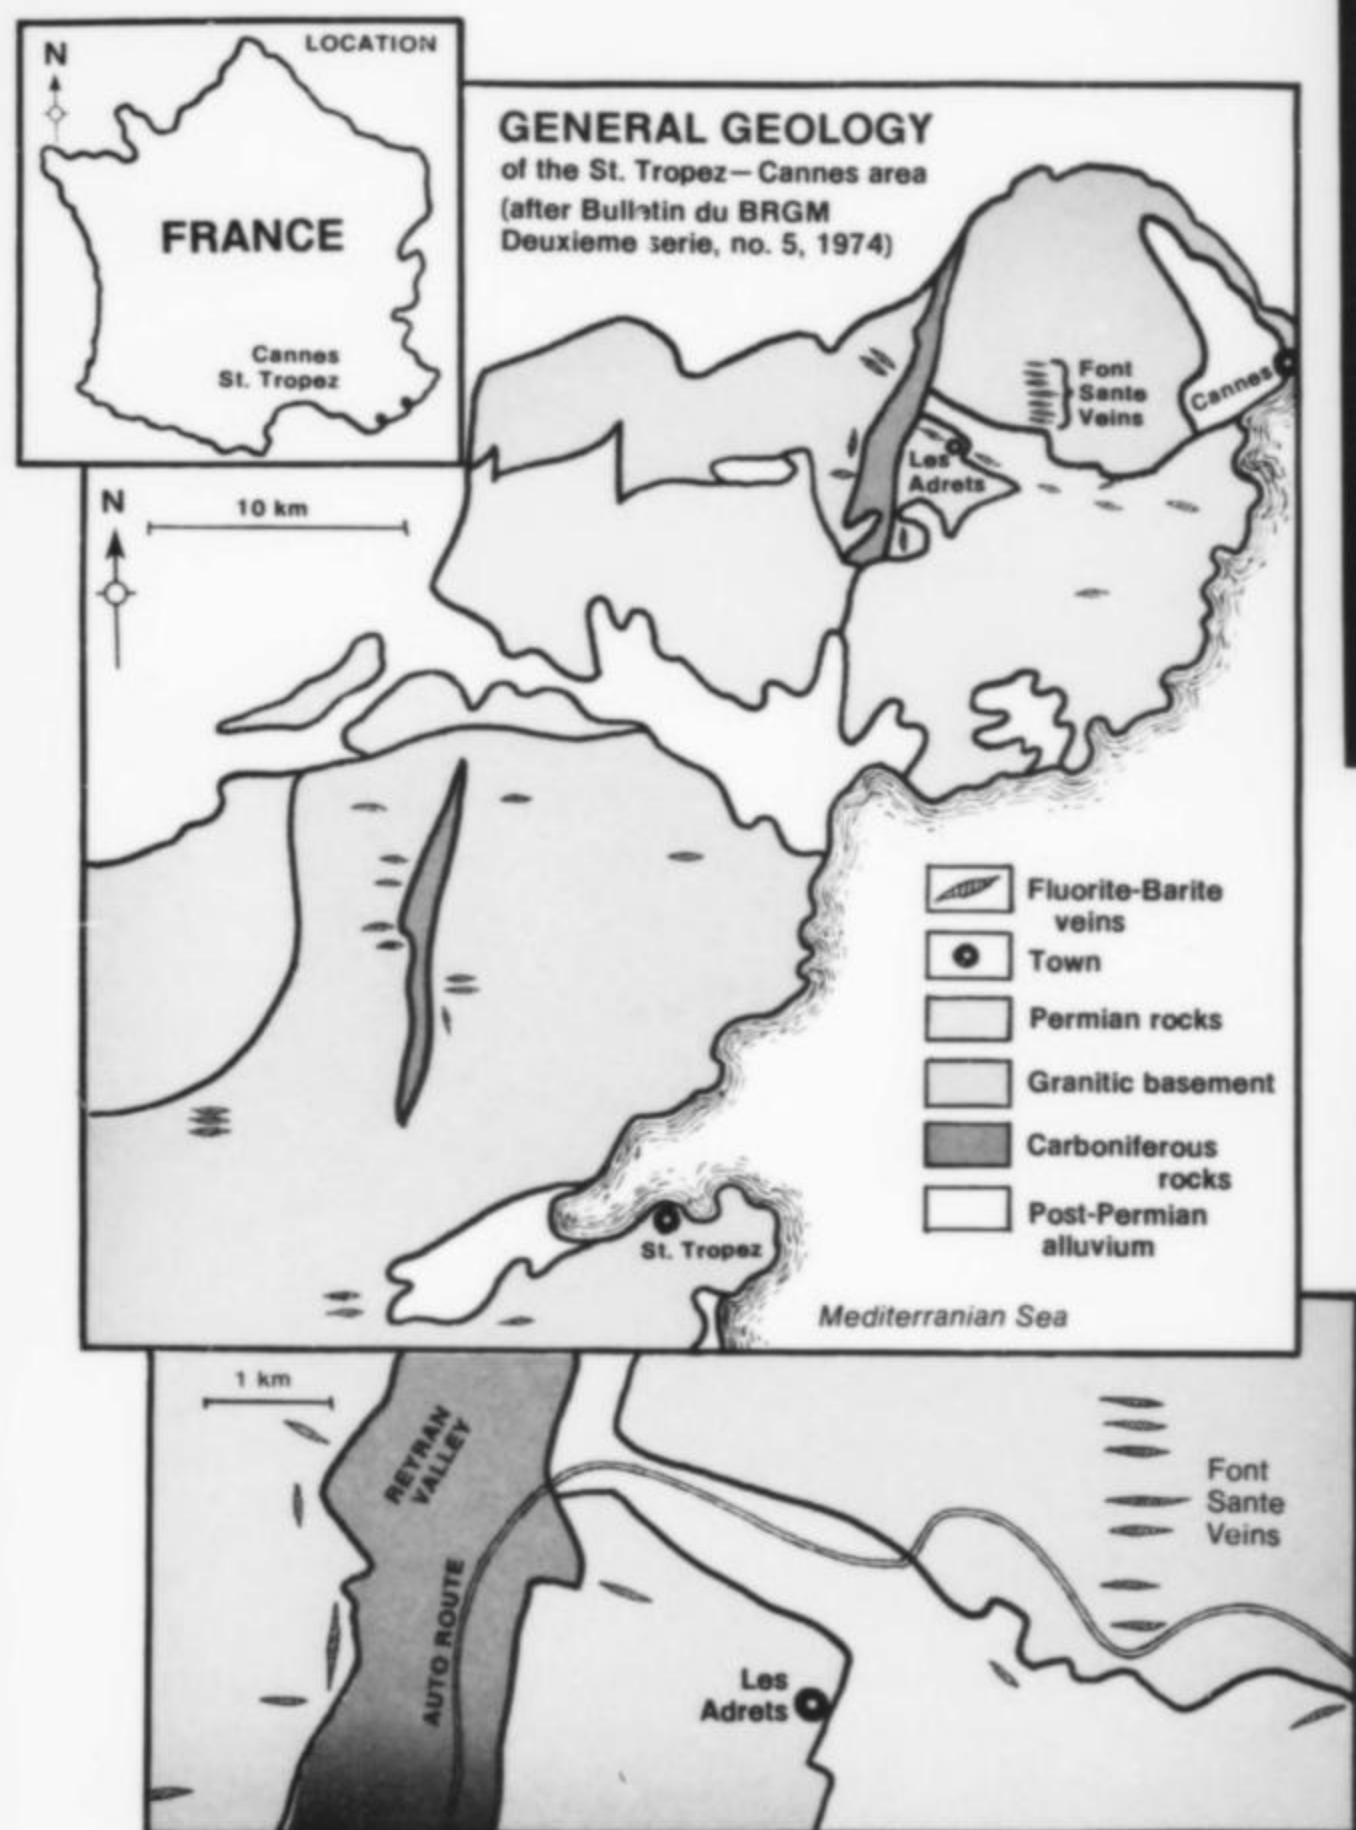 N
LOCATION
FRANCE
Cannes
St. Tropez
GENERAL GEOLOGY
of the St. Tropez—Cannes area
(after Bulletin du BRGM
Deuxieme serie, no. 5, 1974)
Font
Sante
Veins
Cannes
Les
Adrets
N
10 km
Fluorite-Barite
veins
Town
Permian rocks
Granitic basement
Carboniferous
rocks
Post-Permian
alluvium
St. Tropez
Mediterranian Sea
1 km
REYRAN
VALLEY
AUTO ROUTE
Font
Sante
Veins
Les
Adrets